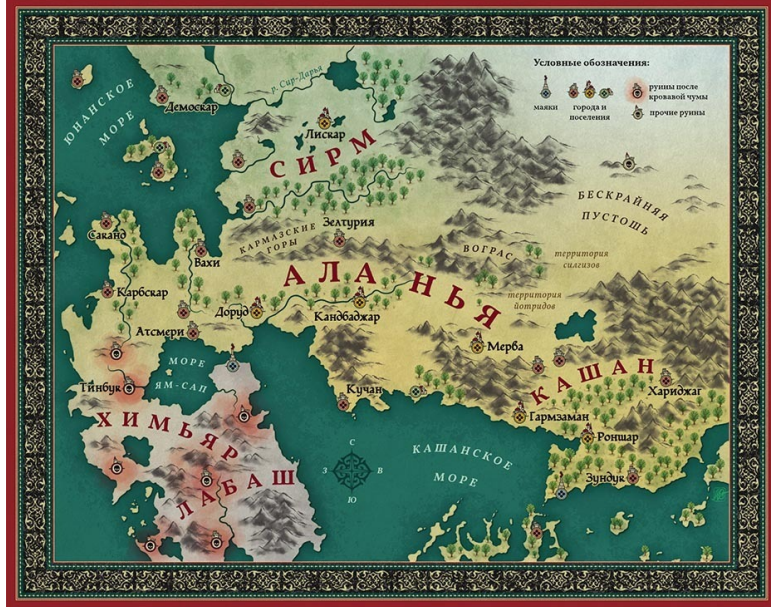 Условные обозначения:
маяки
города и
поселения
руины после
кровавой чумы
прочие руины
р. Сир-Дарья
Демоскар
ЮНАНСКОЕ
МОРЕ
Лискар
СИРМ
БЕСКРАЙНЯЯ
ПУСТОШЬ
Саканд
Зелтурия
КАРМАЗСКИЕ
ГОРЫ
Вахи
ВОГРАС
территория
силгизов
АЛАНЬЯ
Карбскар
территория
йотридов
Доруд
Кандбаджар
Атсмери
Мерба
МОРЕ
ЯМ-САП
Тинбук
Кучан
КАШАН
Хариджаг
Гармзаман
ХИМЬЯР
Роншар
С
З
В
Ю
КАШАНСКОЕ
МОРЕ
ЛАБАШ
Зундук